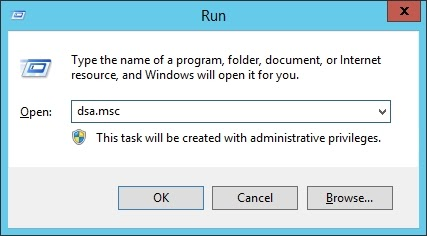 Run
x
Type the name of a program, folder, document, or Internet
resource, and Windows will open it for you.
Open: dsa.msc
This task will be created with administrative privileges.
OK Cancel Browse...